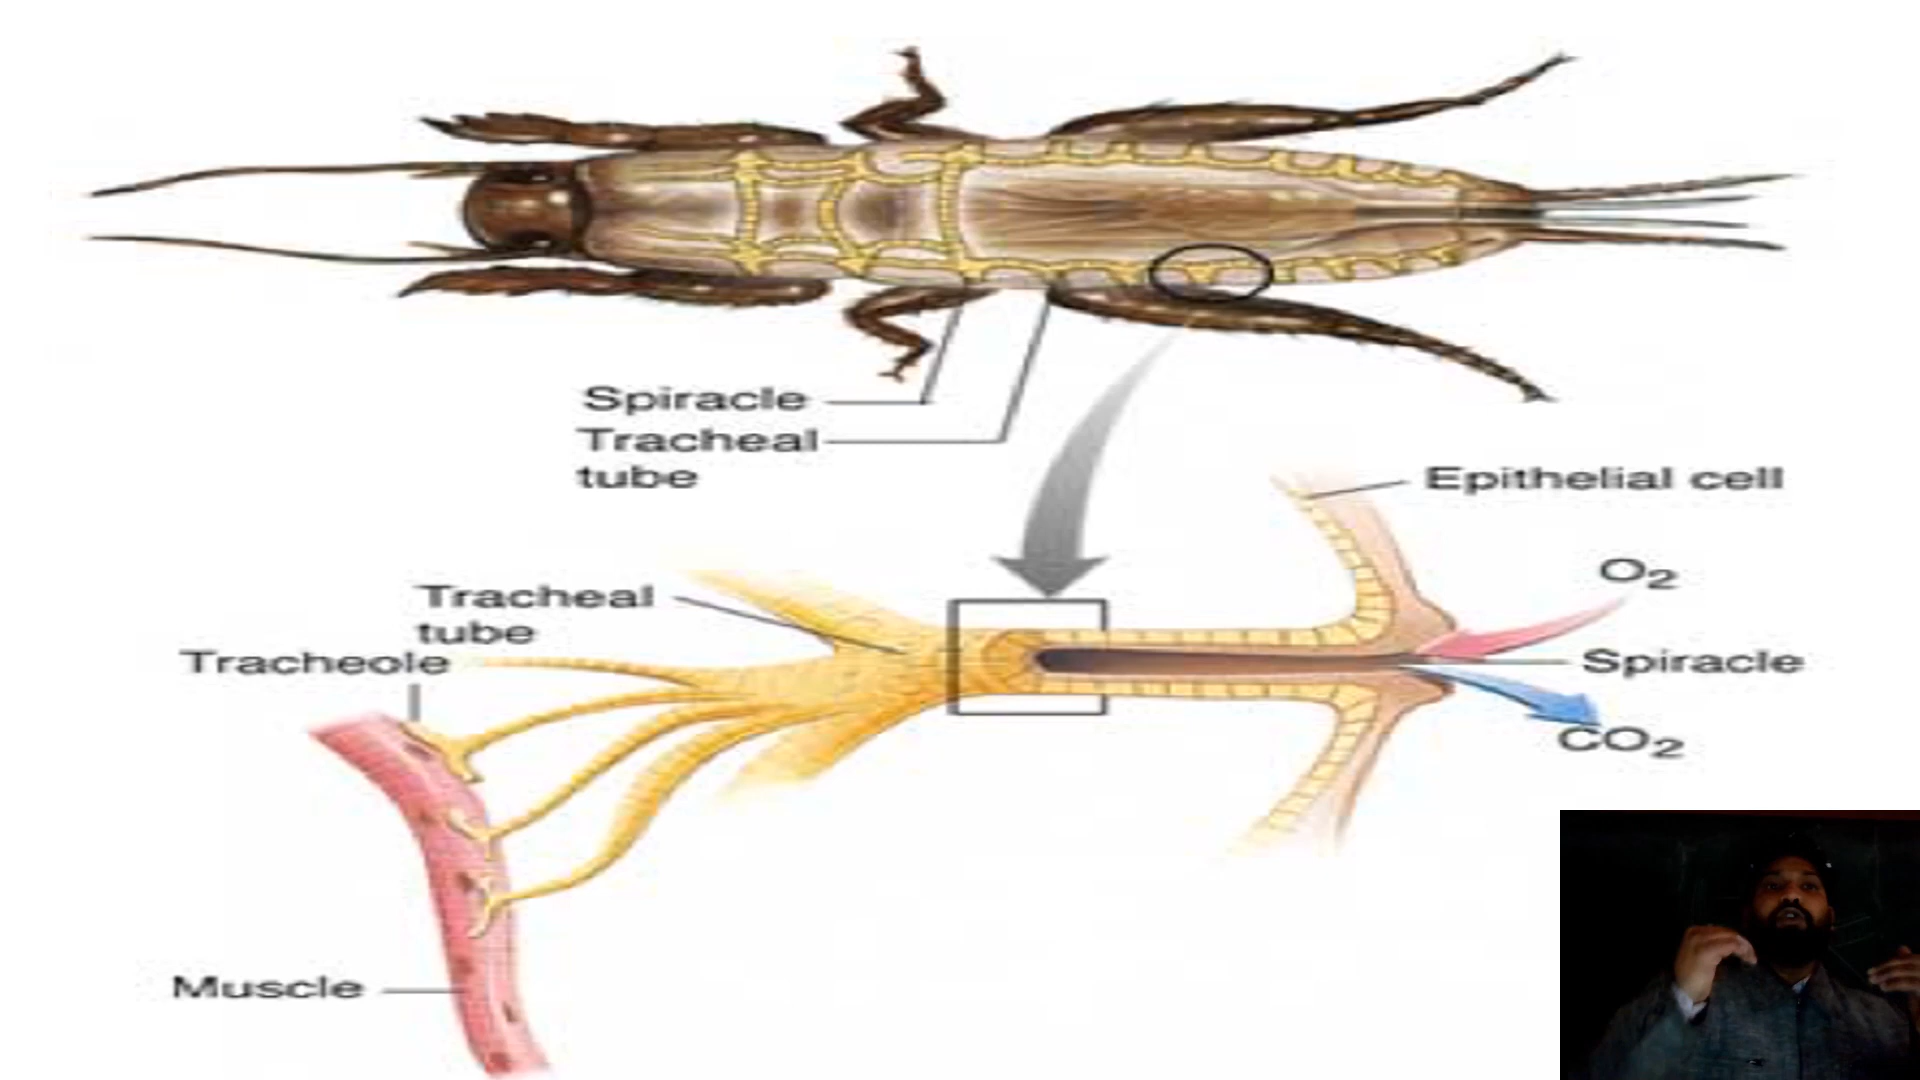 Spiracle
Tracheal
tube
Epithelial cell
O2
Tracheal
tube
Tracheole
Spiracle
CO2
Muscle